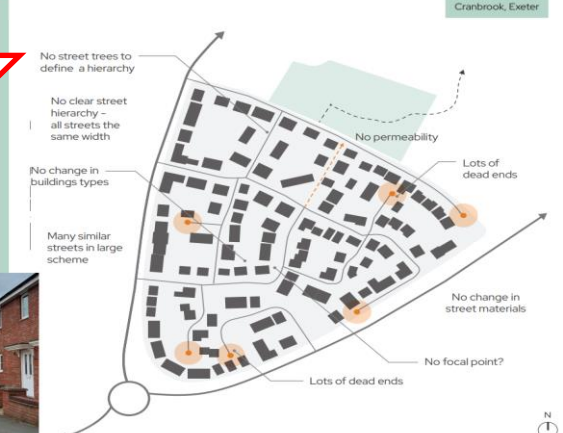 Cranbrook, Exeter
No street trees to
define a hierarchy
No clear street
hierarchy –
all streets the
same width
No permeability
Lots of
dead ends
No change in
buildings types
Many similar
streets in large
scheme
No change in
street materials
No focal point?
Lots of dead ends
N